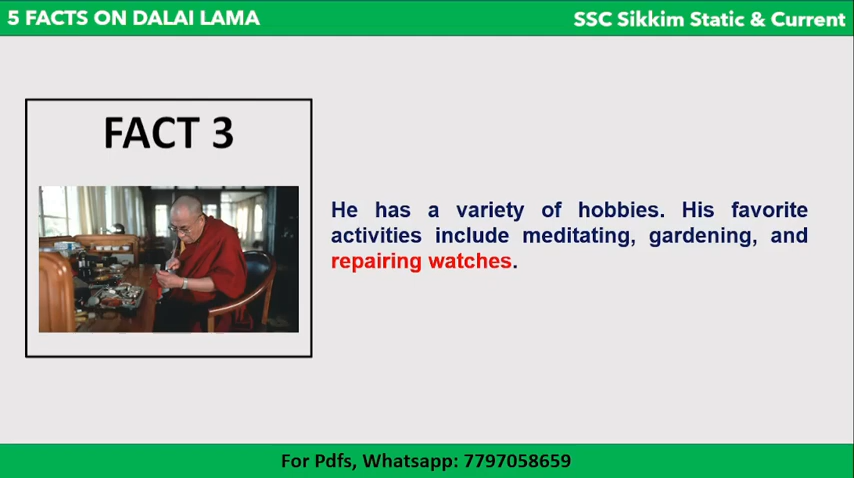 5 FACTS ON DALAI LAMA
SSC Sikkim Static & Current
FACT 3
He has a variety of hobbies. His favorite
activities include meditating, gardening, and
repairing watches.
For Pdfs, Whatsapp: 7797058659